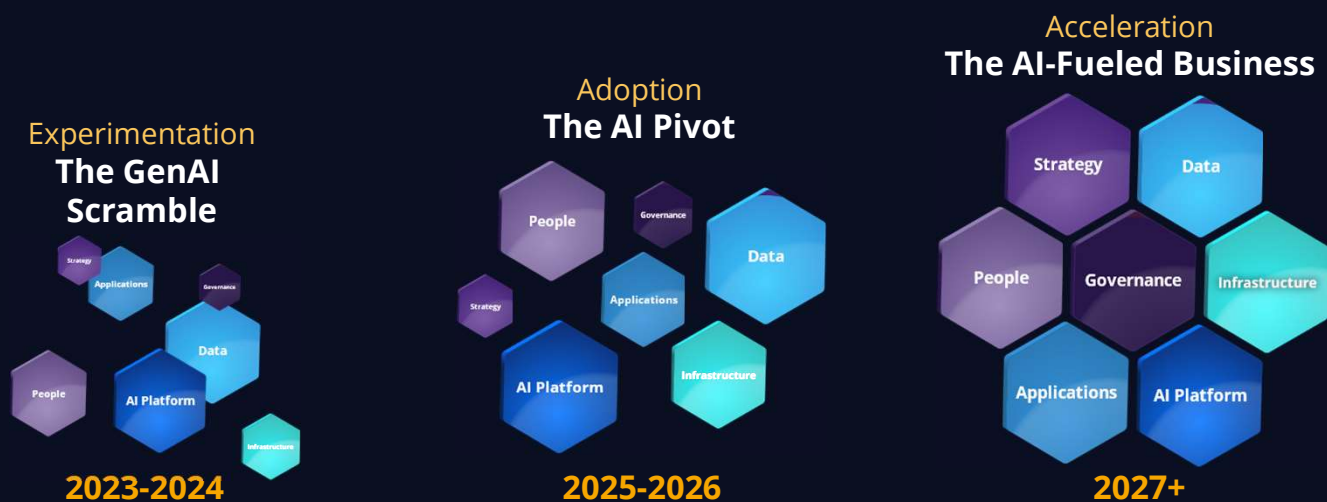 Experimentation
The GenAI
Scramble
Strategy
Applications
Governance
Data
People
AI Platform
Infrastructure
2023-2024
Adoption
The AI Pivot
People
Governance
Data
Strategy
Applications
AI Platform
Infrastructure
2025-2026
Acceleration
The AI-Fueled Business
Strategy
Data
People
Governance
Infrastructure
Applications
AI Platform
2027+